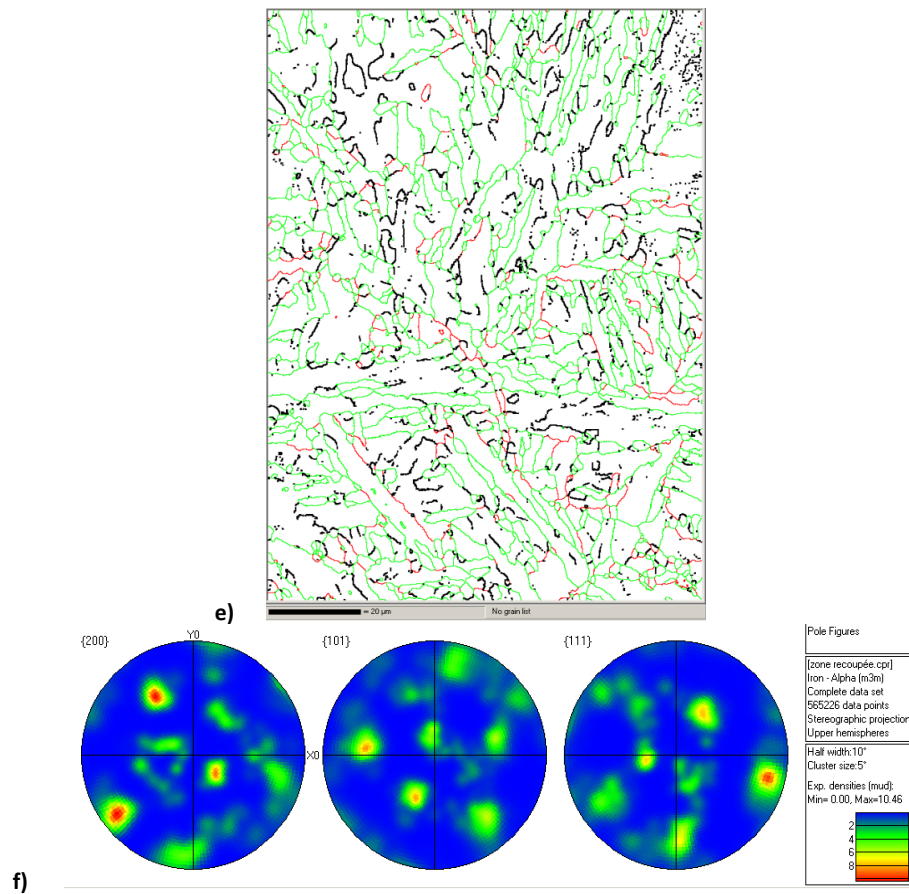 e)
= 20 µm
No grain list
{200}
Y0
X0
{101}
{111}
Pole Figures
[zone recoupée.cpr]
Iron - Alpha (m3m)
Complete data set
565226 data points
Stereographic projection
Upper hemispheres
Half width:10°
Cluster size:5°
Exp. densities (mud):
Min= 0.00, Max=10.46
2
4
6
8
f)